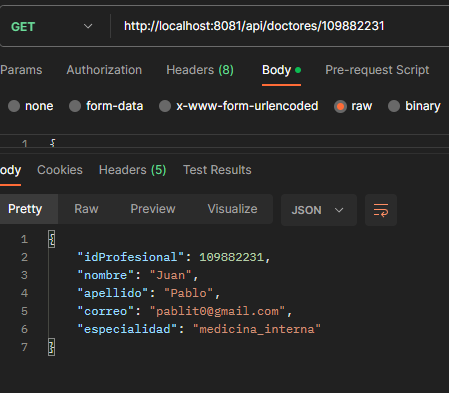 GET http://localhost:8081/api/doctores/109882231
Params Authorization Headers (8) Body Pre-request Script
none form-data x-www-form-urlencoded raw binary
1 {
ody Cookies Headers (5) Test Results
Pretty Raw Preview Visualize JSON
1 {
2 "idProfesional": 109882231,
3 "nombre": "Juan",
4 "apellido": "Pablo",
5 "correo": "pablit0@gmail.com",
6 "especialidad": "medicina_interna"
7 }